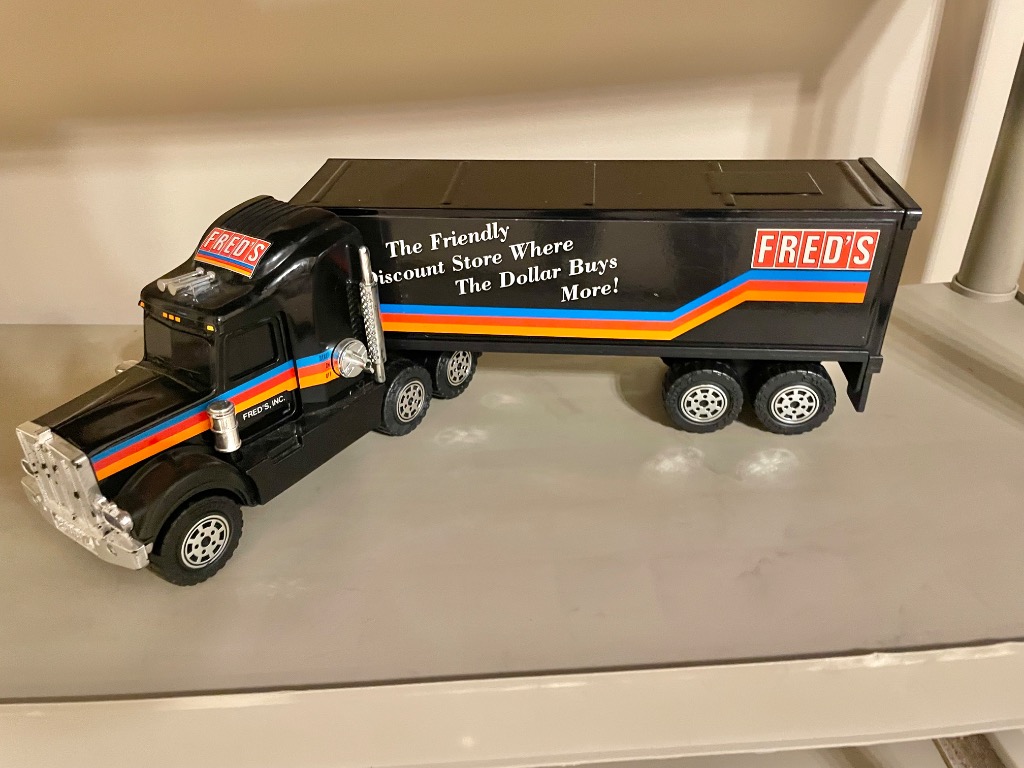 FRED'S
The Friendly
Discount Store Where
The Dollar Buys
More!
FRED'S
FRED'S, INC.